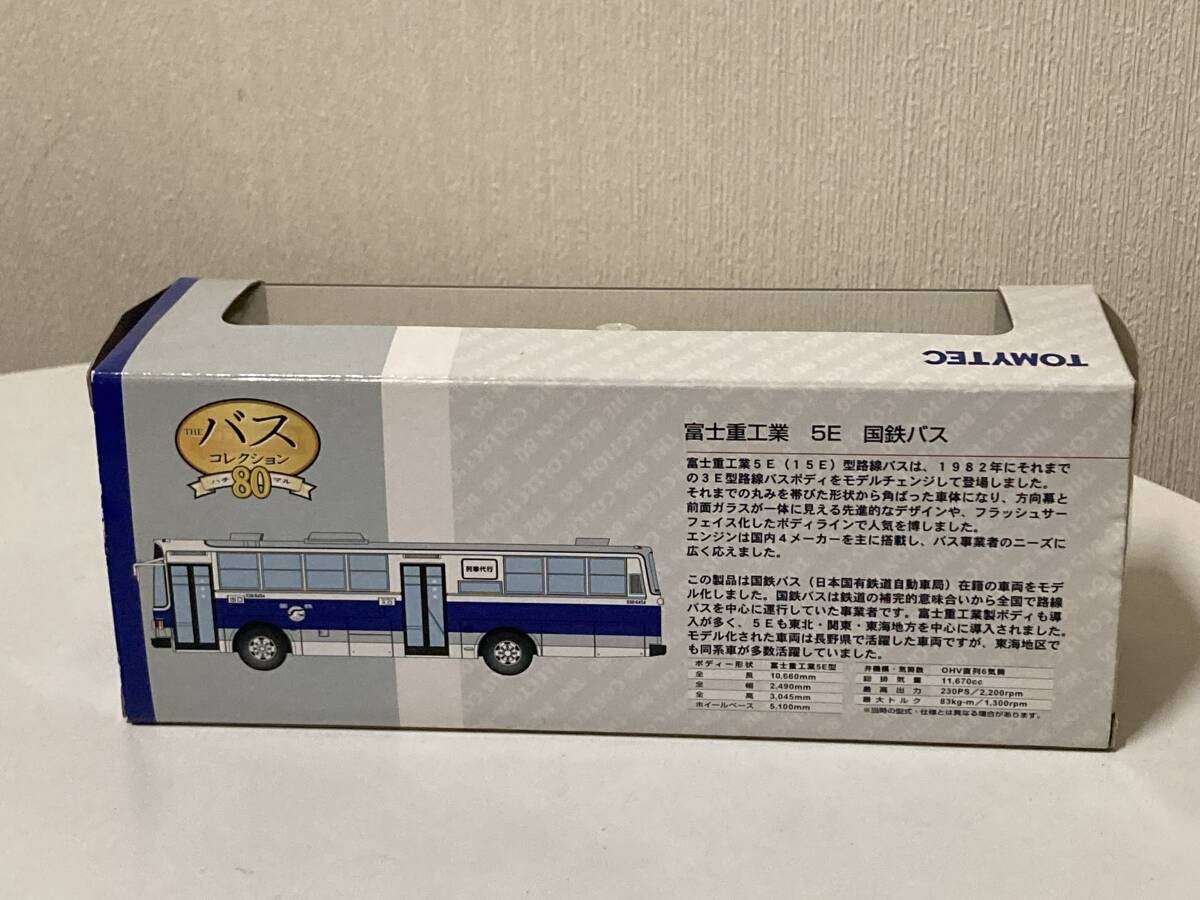 TOMYTEC
THE バス
コレクション
ハチ 80 マル
列車代行
富士重工業 5E 国鉄バス
富士重工業5E(15E)型路線バスは、1982年にそれまで
の3E型路線バスボディをモデルチェンジして登場しました。
それまでの丸みを帯びた形状から角ばった車体になり、方向幕と
前面ガラスが一体に見える先進的なデザインや、フラッシュサー
フェイス化したボディラインで人気を博しました。
エンジンは国内4メーカーを主に搭載し、バス事業者のニーズに
広く応えました。
この製品は国鉄バス(日本国有鉄道自動車局)在籍の車両をモデ
ル化しました。国鉄バスは鉄道の補完的意味合いから全国で路線
バスを中心に運行していた事業者です。富士重工業製ボディも導
入が多く、5Eも東北・関東・東海地方を中心に導入されました。
モデル化された車両は長野県で活躍した車両ですが、東海地区で
も同系車が多数活躍していました。
ボディー形状 富士重工業5E型
全長 10,660mm
全幅 2,490mm
全高 3,045mm
ホイールベース 5,100mm
弁機構・気筒数 OHV直列6気筒
総排気量 11,670cc
最高出力 230PS/2,200rpm
最大トルク 83kg-m/1,300rpm
※当時の型式・仕様とは異なる場合があります。